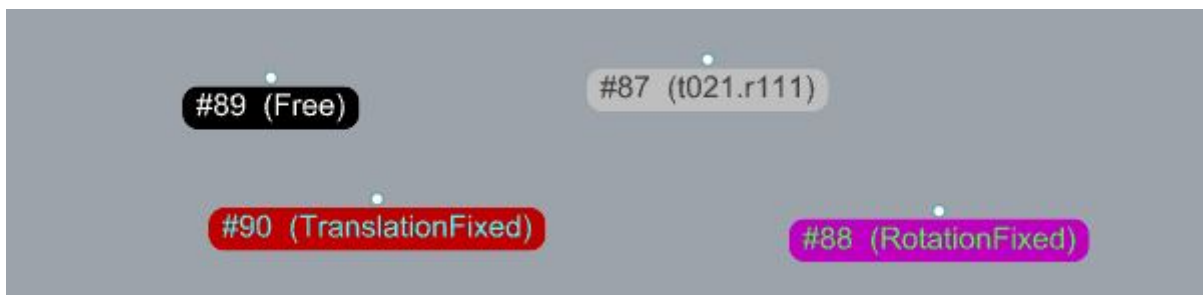 #87 (t021.r111)
#89 (Free)
#90 (TranslationFixed)
#88 (RotationFixed)